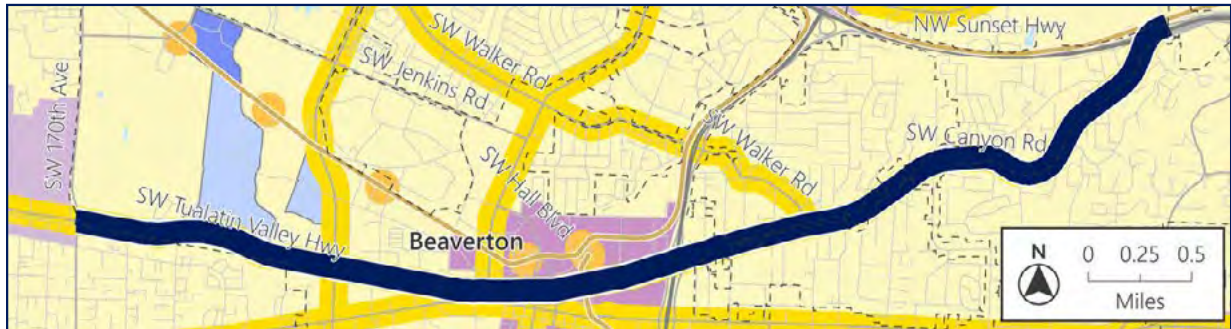 NW Sunset Hwy
SW Walker Rd
SW Jenkins Rd
SW 170th Ave
SW Canyon Rd
SW Walker Rd
SW Hall Blvd
SW Tualatin Valley Hwy
Beaverton
N
0 0.25 0.5
Miles